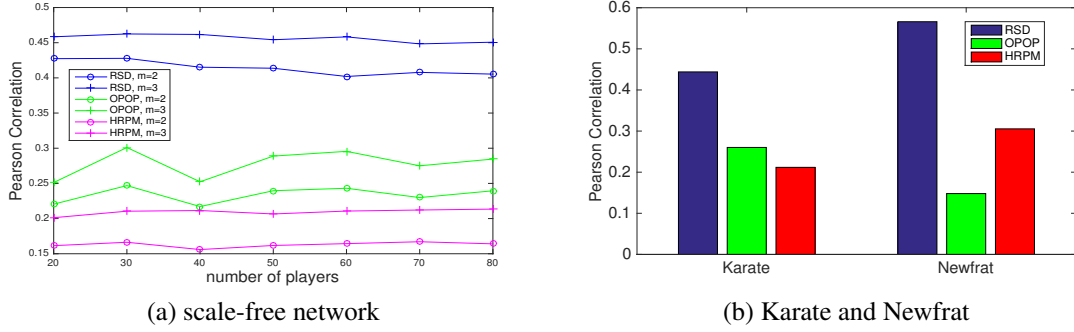 0.5
0.45
0.4
0.35
0.3
0.25
0.2
0.15
Pearson Correlation
RSD, m=2
RSD, m=3
OPOP, m=2
OPOP, m=3
HRPM, m=2
HRPM, m=3
20 30 40 50 60 70 80
number of players
(a) scale-free network
0.6
0.5
0.4
0.3
0.2
0.1
0
Pearson Correlation
RSD
OPOP
HRPM
Karate Newfrat
(b) Karate and Newfrat